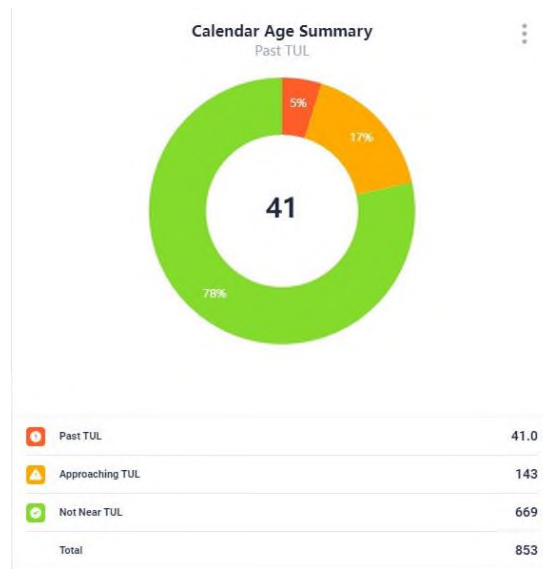 Calendar Age Summary
Past TUL
5%
17%
41
78%
Past TUL 41.0
Approaching TUL 143
Not Near TUL 669
Total 853